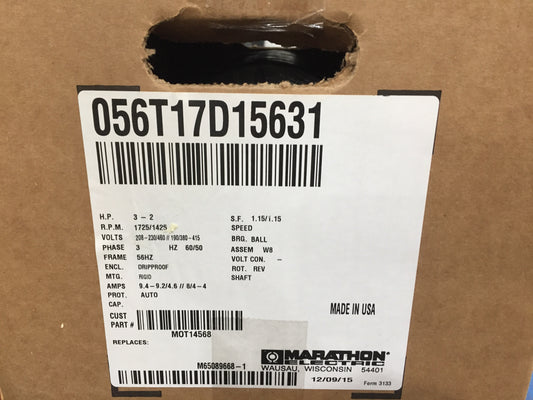 056T17D15631
H.P. 3 - 2 S.F. 1.15/1.15
R.P.M. 1725/1425 SPEED
VOLTS 208-230/460 // 190/380-415 BRG. BALL
PHASE 3 HZ 60/50 ASSEM W8
FRAME 56HZ VOLT CON. -
ENCL. DRIPPROOF ROT. REV
MTG. RIGID SHAFT
AMPS 9.4-9.2/4.6 // 8/4-4
PROT. AUTO
CAP.
MADE IN USA
CUST
PART # MOT14568
REPLACES:
M65089668-1
MARATHON
ELECTRIC
WAUSAU, WISCONSIN 54401
12/09/15 Form 3133